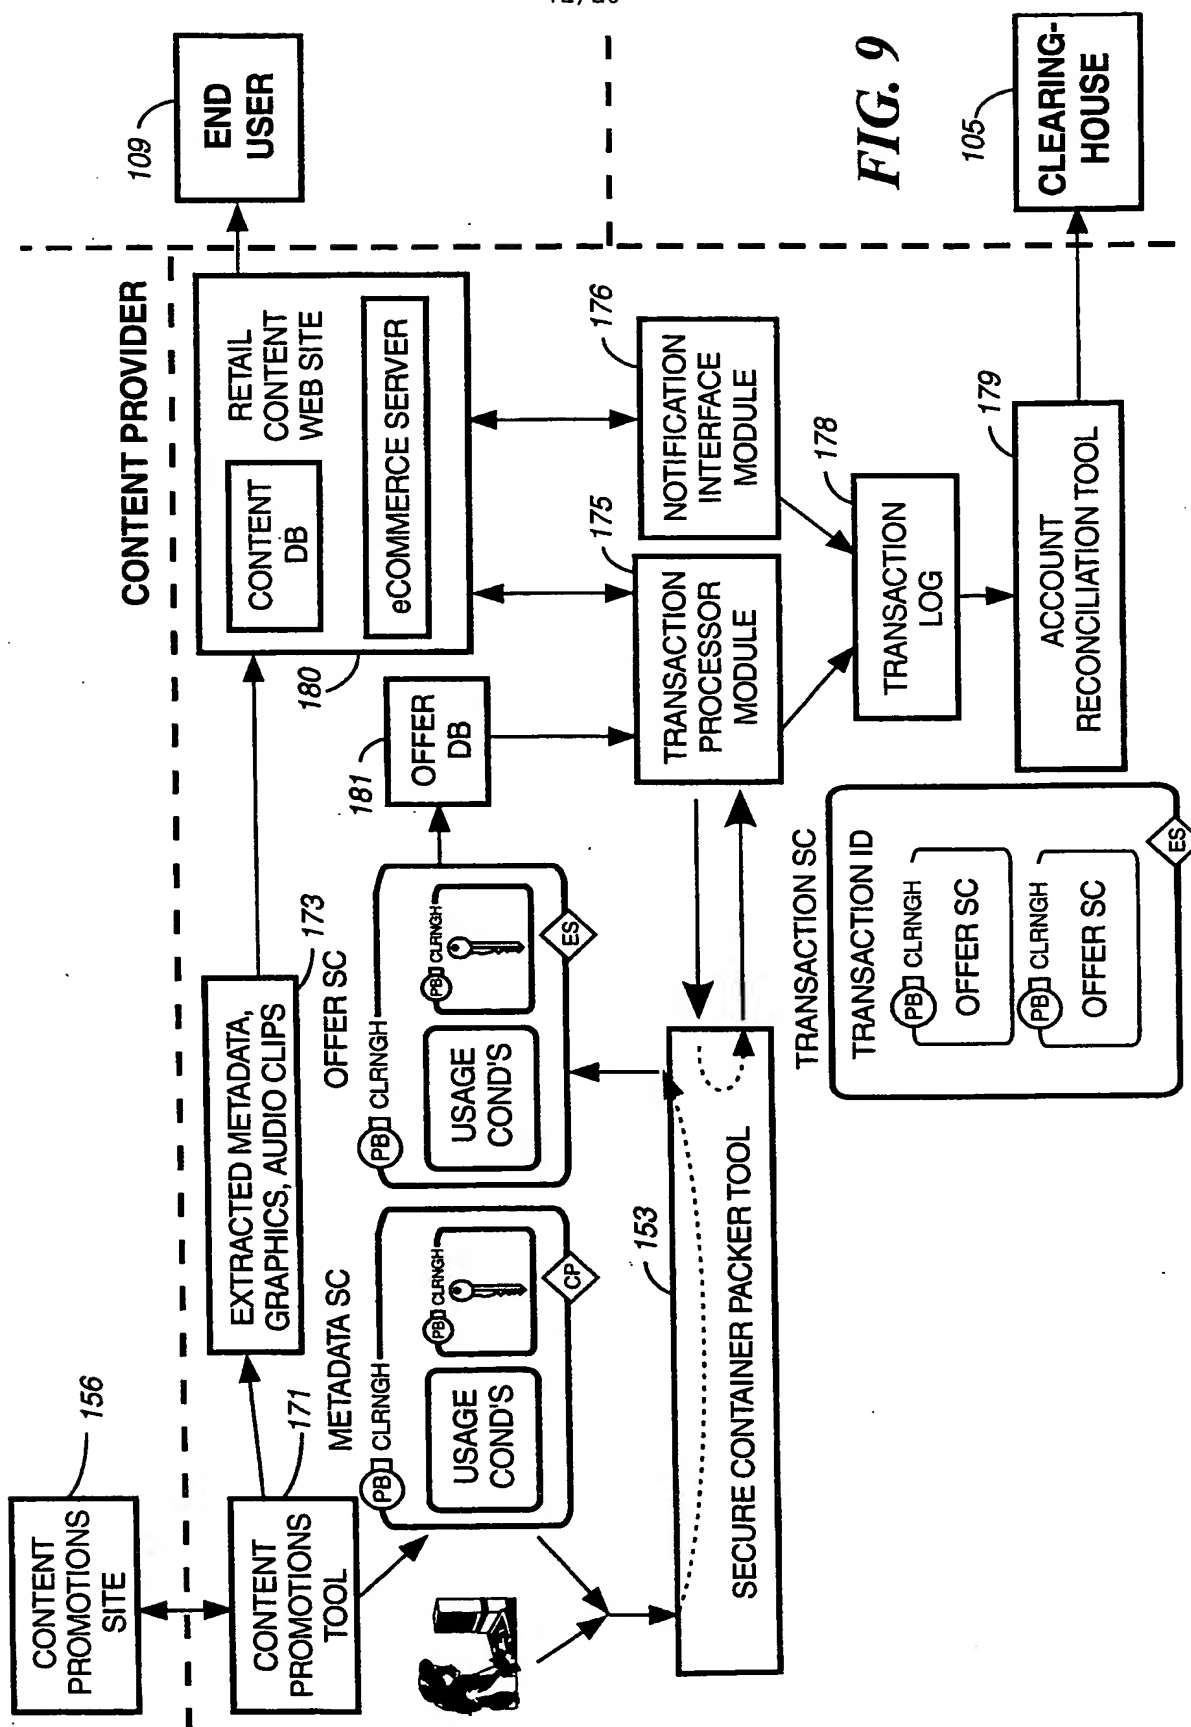 CONTENT
PROMOTIONS
SITE
156
CONTENT PROVIDER
END
USER
109
CONTENT
PROMOTIONS
TOOL
171
EXTRACTED METADATA,
GRAPHICS, AUDIO CLIPS
173
CONTENT
DB
RETAIL
CONTENT
WEB SITE
eCOMMERCE SERVER
180
METADATA SC
PB CLRNGH
USAGE
COND'S
PB CLRNGH
CP
OFFER SC
PB CLRNGH
USAGE
COND'S
PB CLRNGH
ES
OFFER
DB
181
SECURE CONTAINER PACKER TOOL
153
TRANSACTION
PROCESSOR
MODULE
175
NOTIFICATION
INTERFACE
MODULE
176
TRANSACTION
LOG
178
ACCOUNT
RECONCILIATION TOOL
179
TRANSACTION SC
TRANSACTION ID
PB CLRNGH
OFFER SC
PB CLRNGH
OFFER SC
ES
CLEARING-
HOUSE
105
FIG. 9